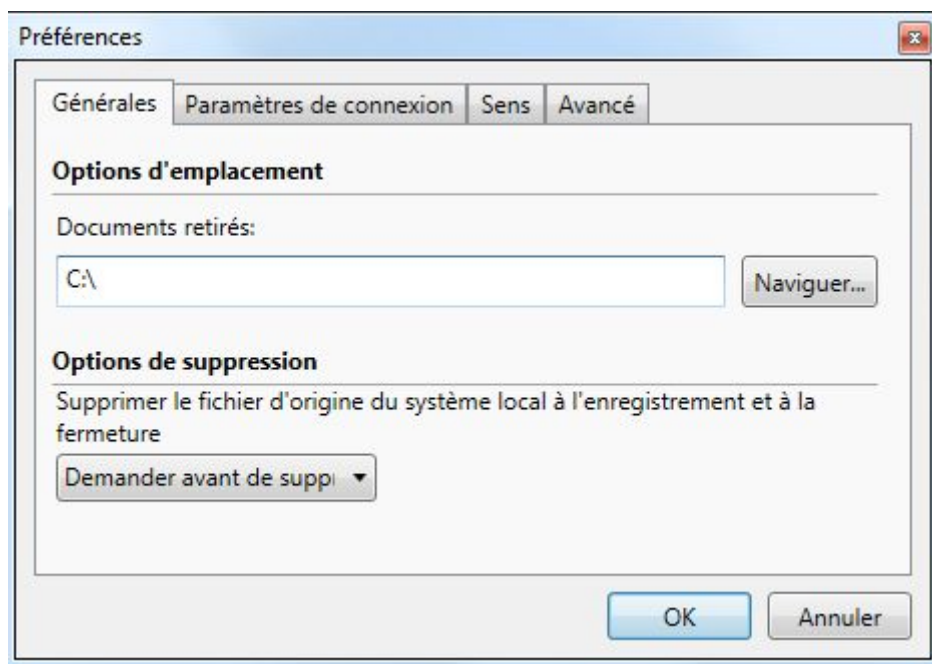 Préférences
Générales Paramètres de connexion Sens Avancé
Options d'emplacement
Documents retirés:
C:\ Naviguer...
Options de suppression
Supprimer le fichier d'origine du système local à l'enregistrement et à la
fermeture
Demander avant de supp
OK Annuler